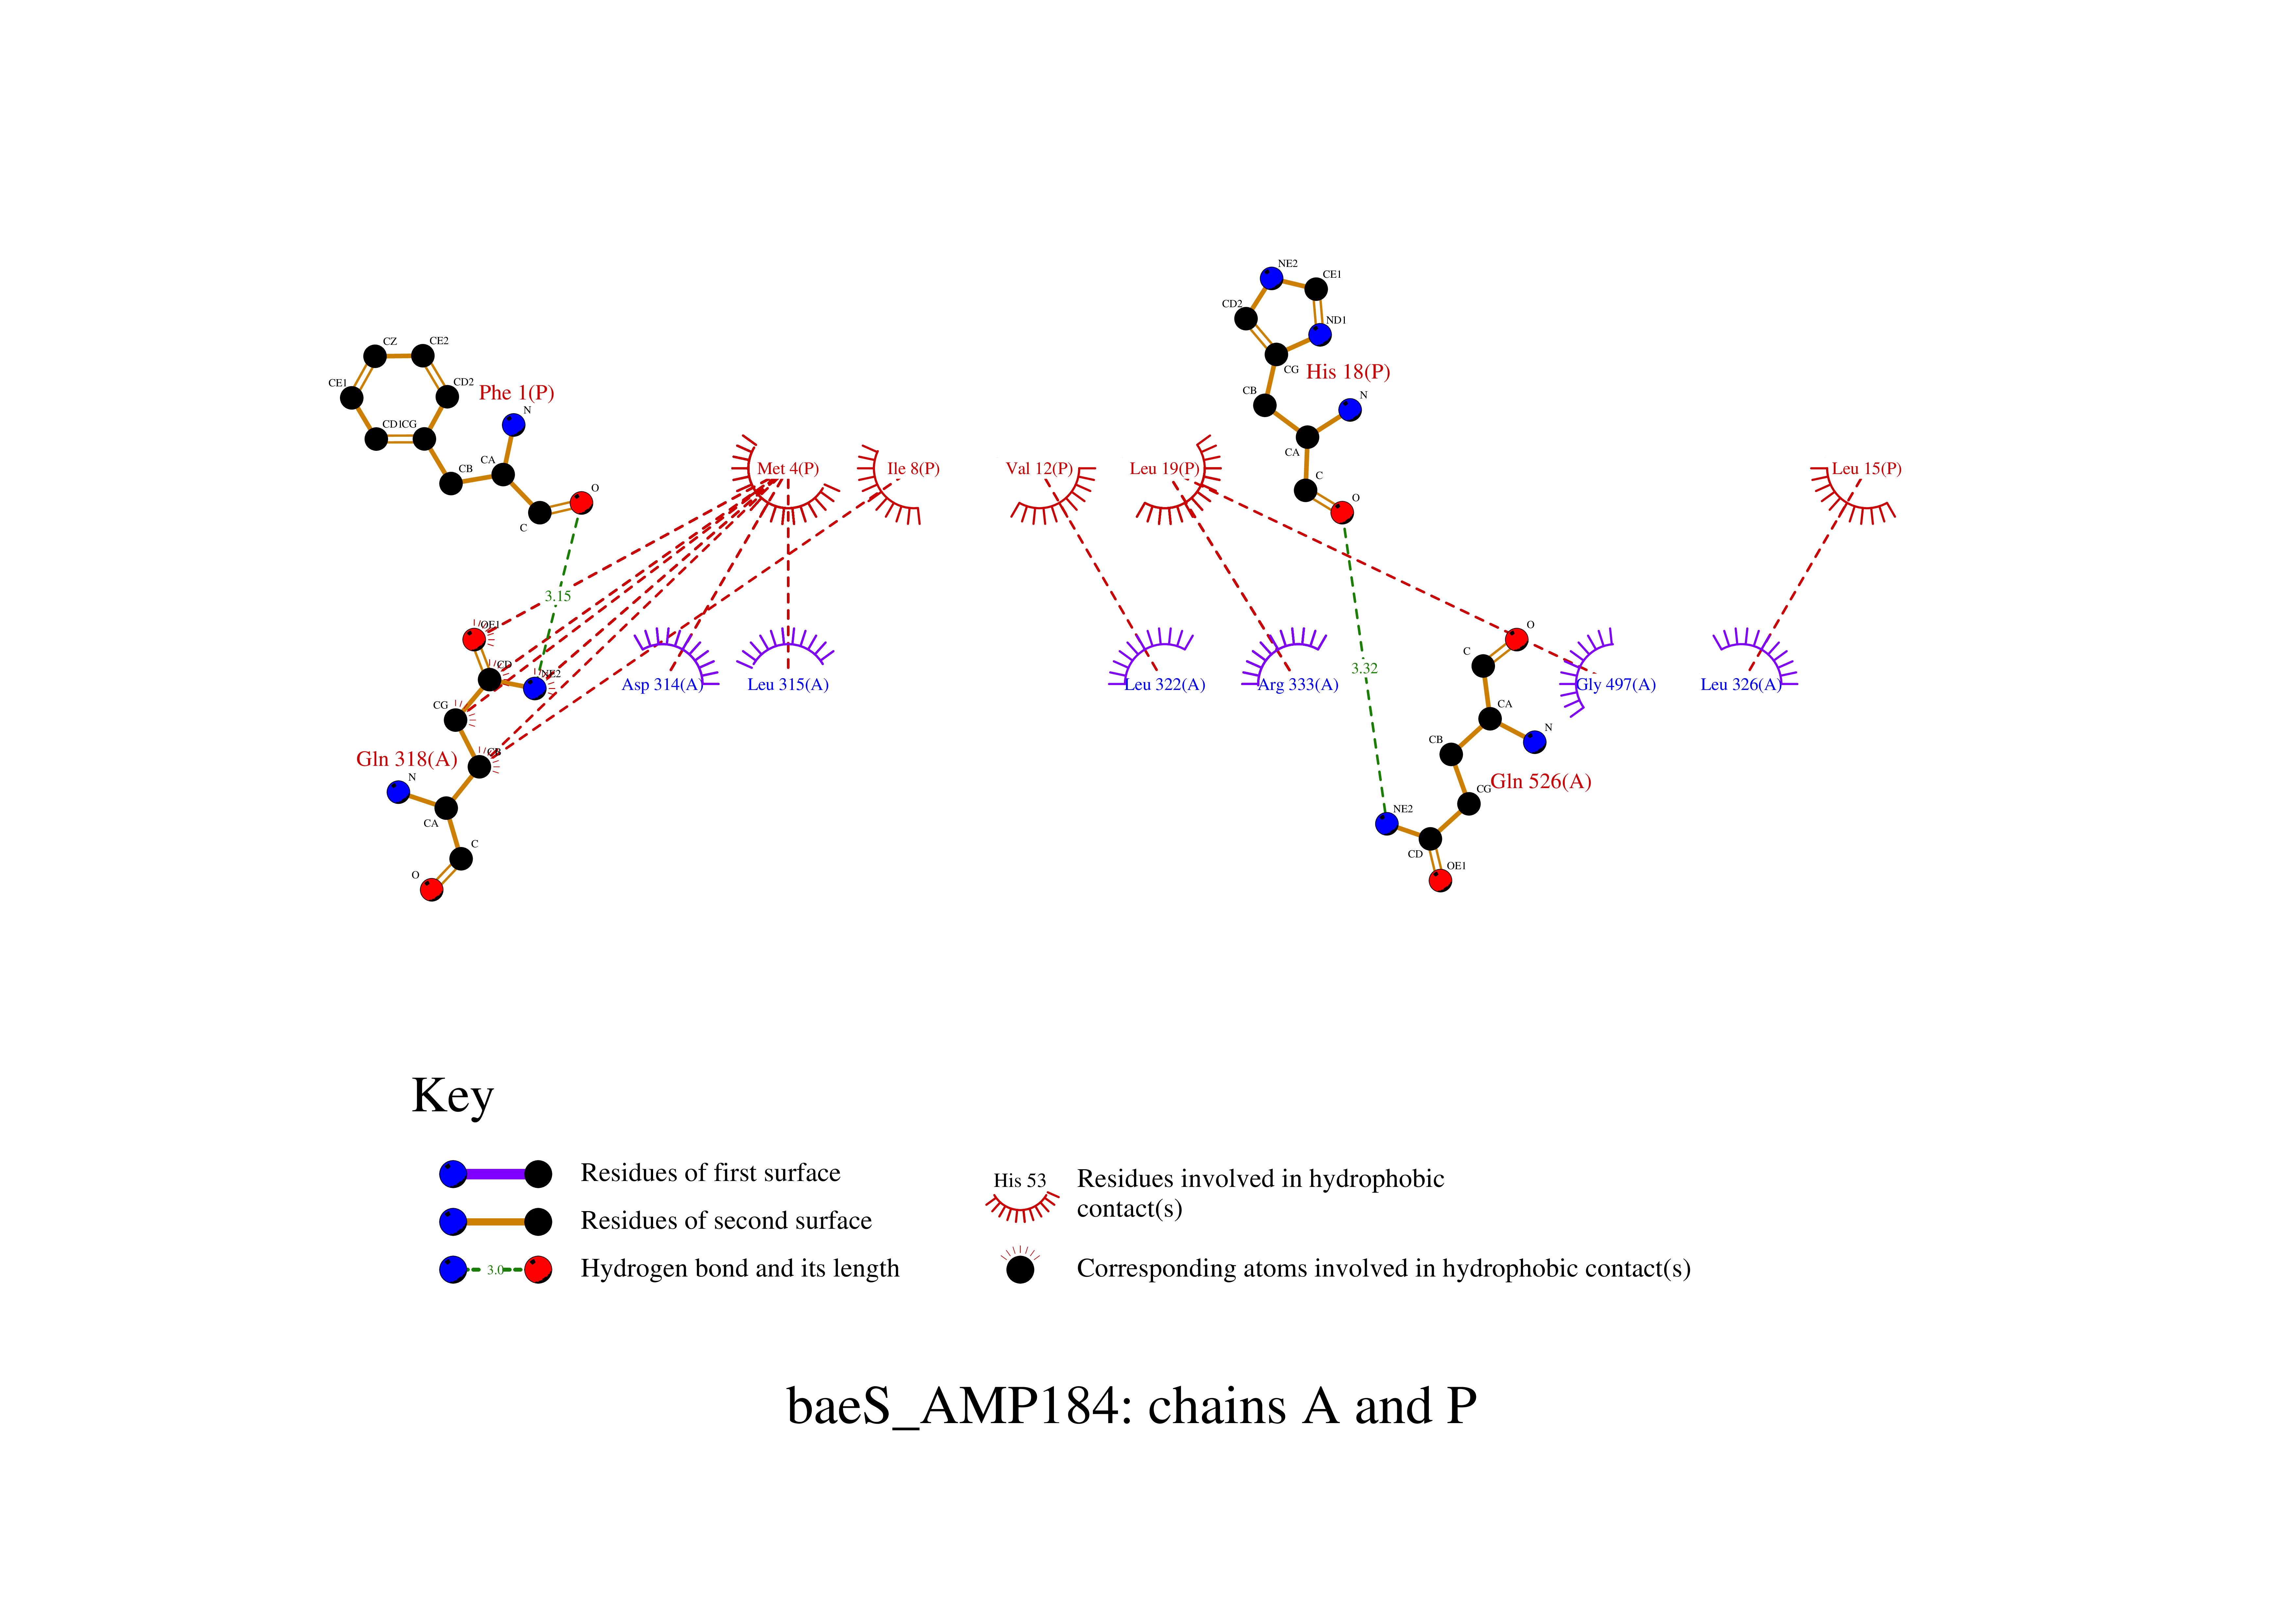 NE2
CE1
CD2
ND1
CG
His 18(P)
CB
N
CA
C
O
CZ
CE2
CE1
CD2
Phe 1(P)
N
CD1
CG
CB
CA
O
C
Met 4(P)
Ile 8(P)
Val 12(P)
Leu 19(P)
Leu 15(P)
3.15
OE1
CD
NE2
CG
CB
Gln 318(A)
N
CA
C
O
Asp 314(A)
Leu 315(A)
Leu 322(A)
Arg 333(A)
Gly 497(A)
Leu 326(A)
3.32
O
C
CA
N
CB
Gln 526(A)
CG
NE2
CD
OE1
Key
Residues of first surface
Residues of second surface
3.0
Hydrogen bond and its length
His 53
Residues involved in hydrophobic
contact(s)
Corresponding atoms involved in hydrophobic contact(s)
baeS_AMP184: chains A and P